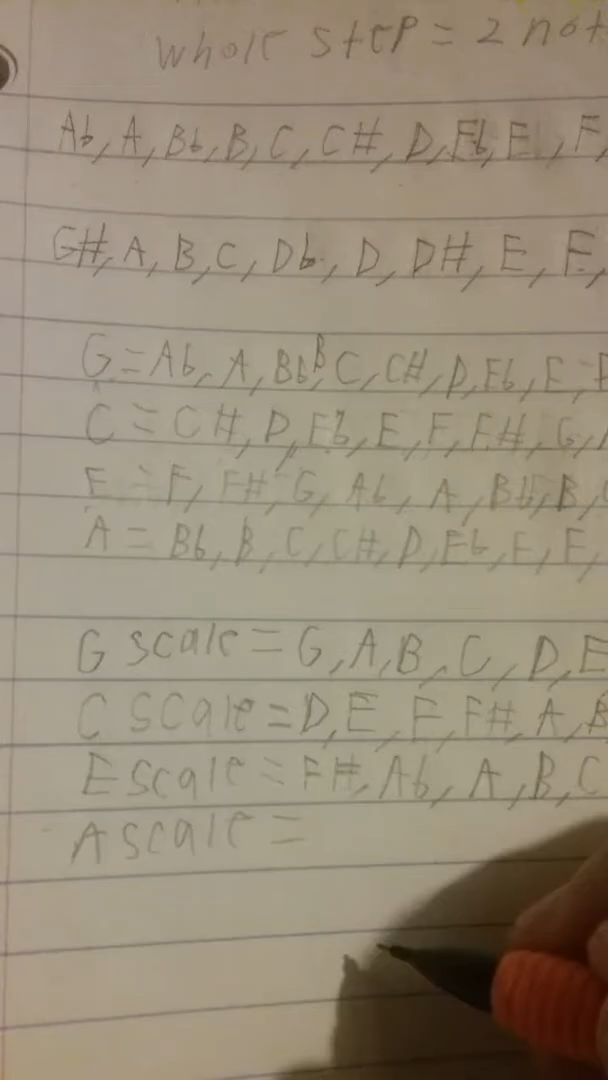 whole step = 2 not
Ab, A, Bb, B, C, C#, D, Eb, E, F,
G#, A, B, C, Db, D, D#, E, F,
G = Ab, A, Bb B, C, C#, D, Eb, E, F
C = C#, D, Eb, E, F, F#, G, A
E = F, F#, G, Ab, A, B#, B, C
A = Bb, B, C, C#, D, Eb, E, F,
G scale = G, A, B, C, D, E
C scale = D, E, F, F#, A, B
E scale = F#, Ab, A, B, C
A scale =